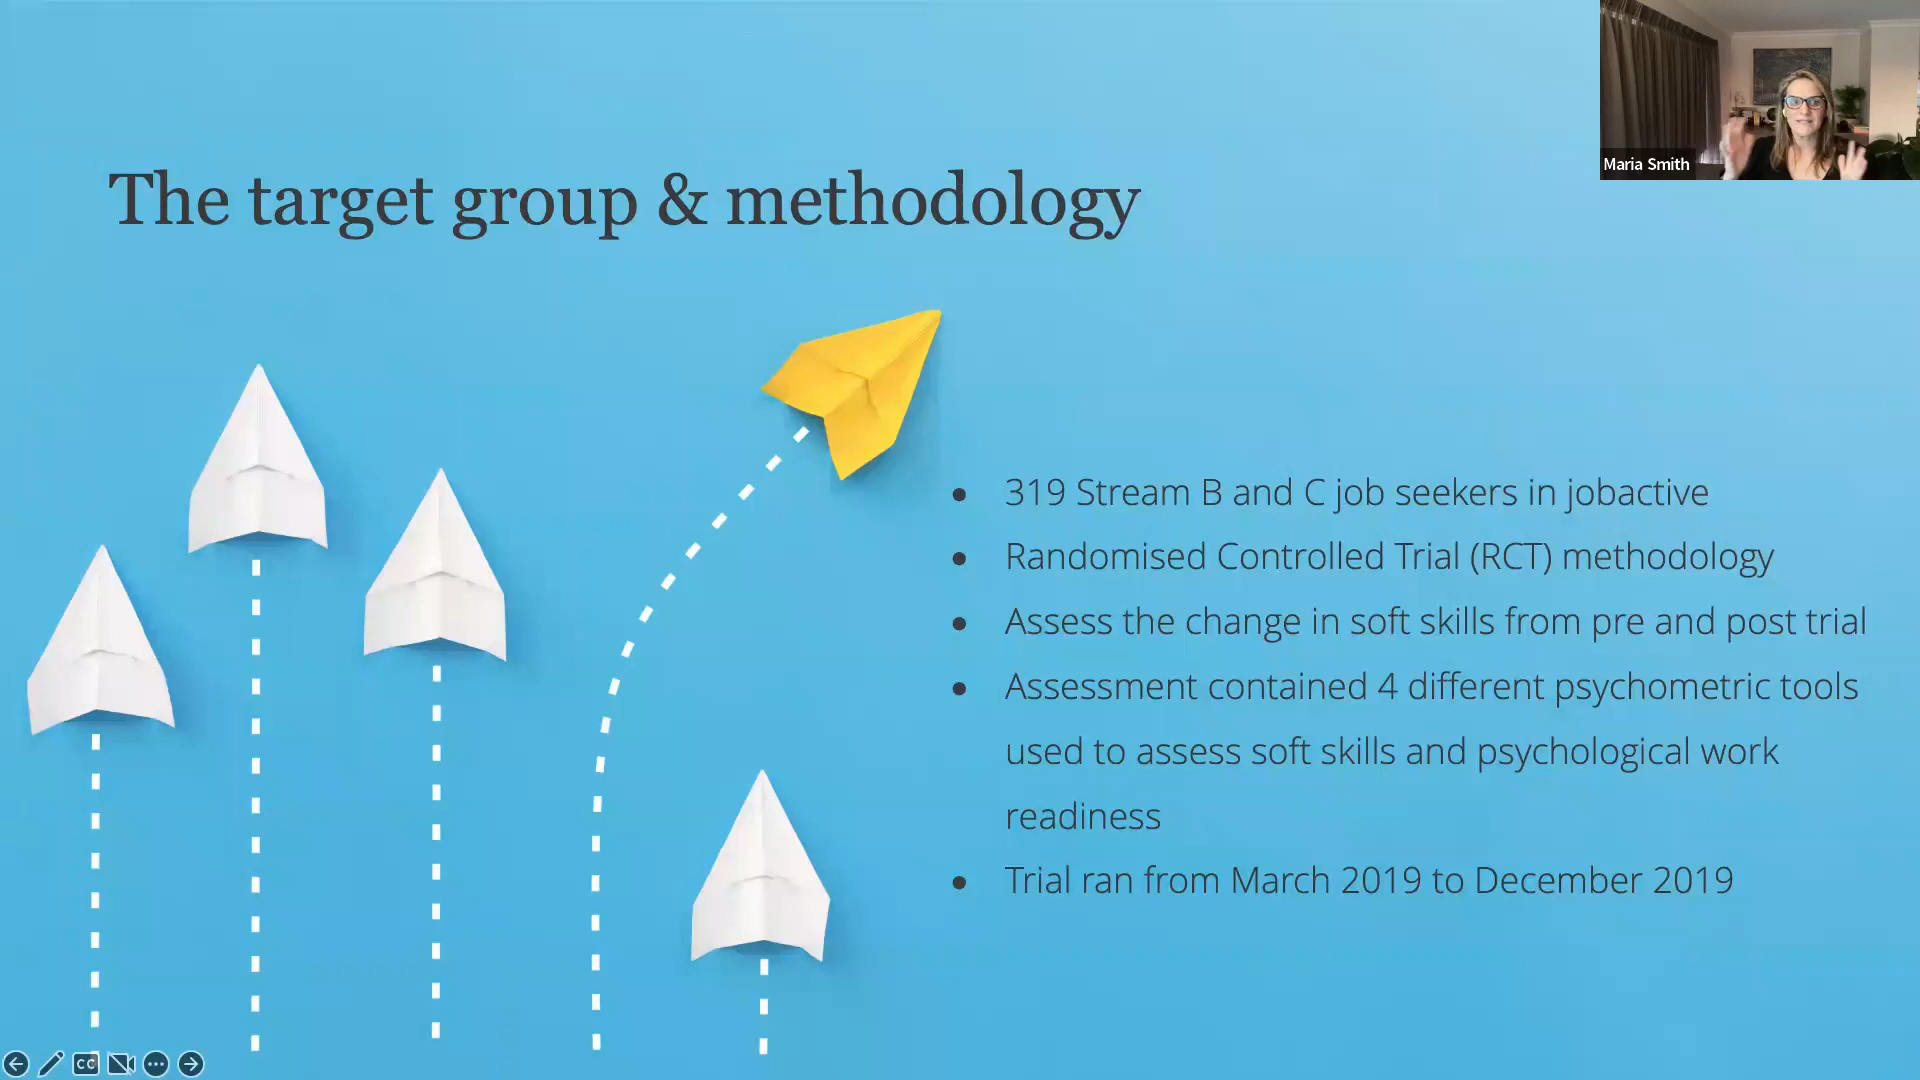 Maria Smith
The target group & methodology
• 319 Stream B and C job seekers in jobactive
• Randomised Controlled Trial (RCT) methodology
• Assess the change in soft skills from pre and post trial
• Assessment contained 4 different psychometric tools
used to assess soft skills and psychological work
readiness
• Trial ran from March 2019 to December 2019
CC